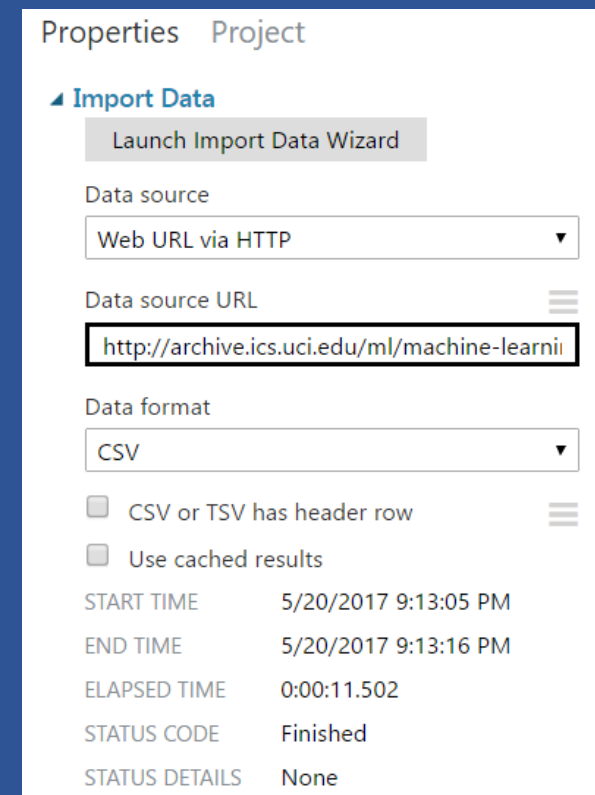 Properties Project
Import Data
Launch Import Data Wizard
Data source
Web URL via HTTP
Data source URL
http://archive.ics.uci.edu/ml/machine-learni
Data format
CSV
CSV or TSV has header row
Use cached results
START TIME 5/20/2017 9:13:05 PM
END TIME 5/20/2017 9:13:16 PM
ELAPSED TIME 0:00:11.502
STATUS CODE Finished
STATUS DETAILS None